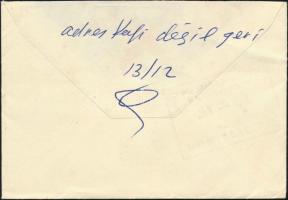 adres kafi değil geri
13/12